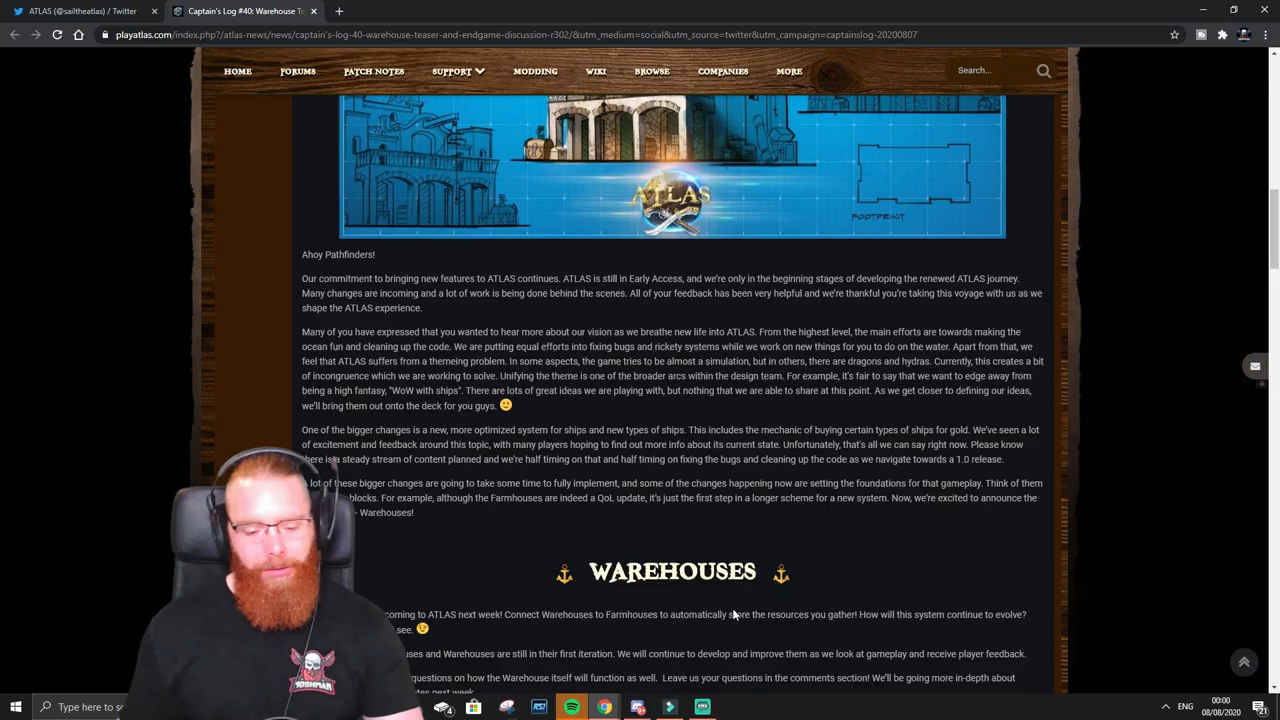 ATLAS (@sailtheatlas) / Twitter
Captain's Log #40: Warehouse Te
playatlas.com/index.php?/atlas-news/news/captain's-log-40-warehouse-teaser-and-endgame-discussion-r302/&utm_medium=social&utm_source=twitter&utm_campaign=captainslog-20200807
HOME FORUMS PATCH NOTES SUPPORT MODDING WIKI BROWSE COMPANIES MORE Search...
ATLAS
FOOTPRINT
Ahoy Pathfinders!
Our commitment to bringing new features to ATLAS continues. ATLAS is still in Early Access, and we're only in the beginning stages of developing the renewed ATLAS journey.
Many changes are incoming and a lot of work is being done behind the scenes. All of your feedback has been very helpful and we're thankful you're taking this voyage with us as we
shape the ATLAS experience.
Many of you have expressed that you wanted to hear more about our vision as we breathe new life into ATLAS. From the highest level, the main efforts are towards making the
ocean fun and cleaning up the code. We are putting equal efforts into fixing bugs and rickety systems while we work on new things for you to do on the water. Apart from that, we
feel that ATLAS suffers from a themeing problem. In some aspects, the game tries to be almost a simulation, but in others, there are dragons and hydras. Currently, this creates a bit
of incongruence which we are working to solve. Unifying the theme is one of the broader arcs within the design team. For example, it's fair to say that we want to edge away from
being a high fantasy, "WoW with ships". There are lots of great ideas we are playing with, but nothing that we are able to share at this point. As we get closer to defining our ideas,
we'll bring them out onto the deck for you guys.
One of the bigger changes is a new, more optimized system for ships and new types of ships. This includes the mechanic of buying certain types of ships for gold. We've seen a lot
of excitement and feedback around this topic, with many players hoping to find out more info about its current state. Unfortunately, that's all we can say right now. Please know
there is a steady stream of content planned and we're half timing on that and half timing on fixing the bugs and cleaning up the code as we navigate towards a 1.0 release.
lot of these bigger changes are going to take some time to fully implement, and some of the changes happening now are setting the foundations for that gameplay. Think of them
blocks. For example, although the Farmhouses are indeed a QoL update, it's just the first step in a longer scheme for a new system. Now, we're excited to announce the
- Warehouses!
WAREHOUSES
coming to ATLAS next week! Connect Warehouses to Farmhouses to automatically store the resources you gather! How will this system continue to evolve?
see.
uses and Warehouses are still in their first iteration. We will continue to develop and improve them as we look at gameplay and receive player feedback.
questions on how the Warehouse itself will function as well. Leave us your questions in the comments section! We'll be going more in-depth about
next week
YOSHMAN
Type here to s
ENG
00:00
08/08/2020